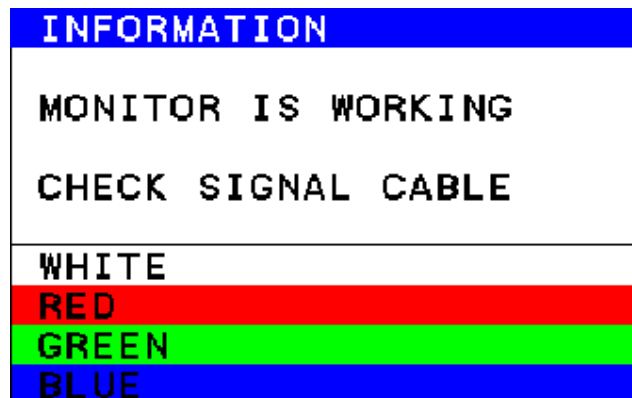 INFORMATION
MONITOR IS WORKING
CHECK SIGNAL CABLE
WHITE
RED
GREEN
BLUE